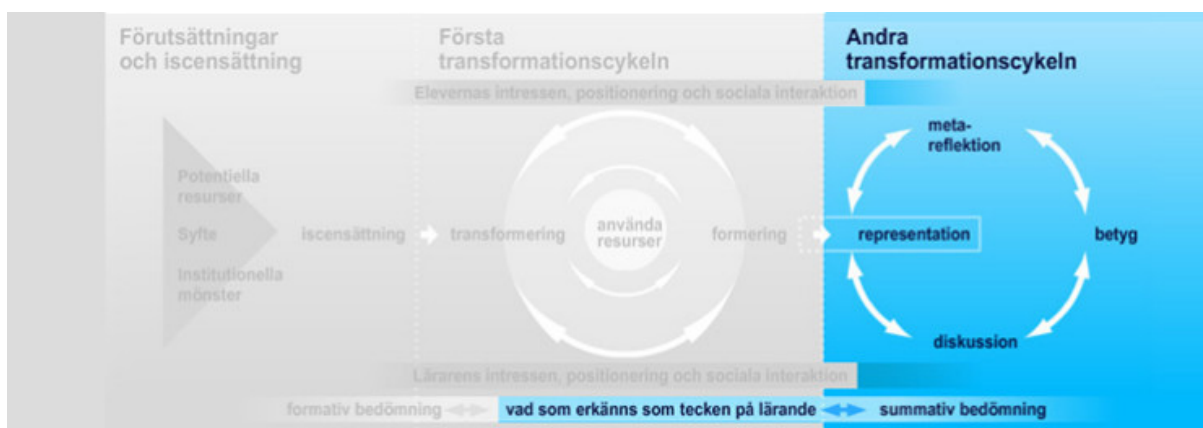 Förutsättningar
och iscensättning
Första
transformationscykeln
Andra
transformationscykeln
Elevernas intressen, positionering och sociala interaktion
Potentiella
resurser
Syfte
Institutionella
mönster
iscensättning
transformering
använda
resurser
formering
meta-
reflektion
representation
betyg
diskussion
Lärarens intressen, positionering och sociala interaktion
formativ bedömning
vad som erkänns som tecken på lärande
summativ bedömning